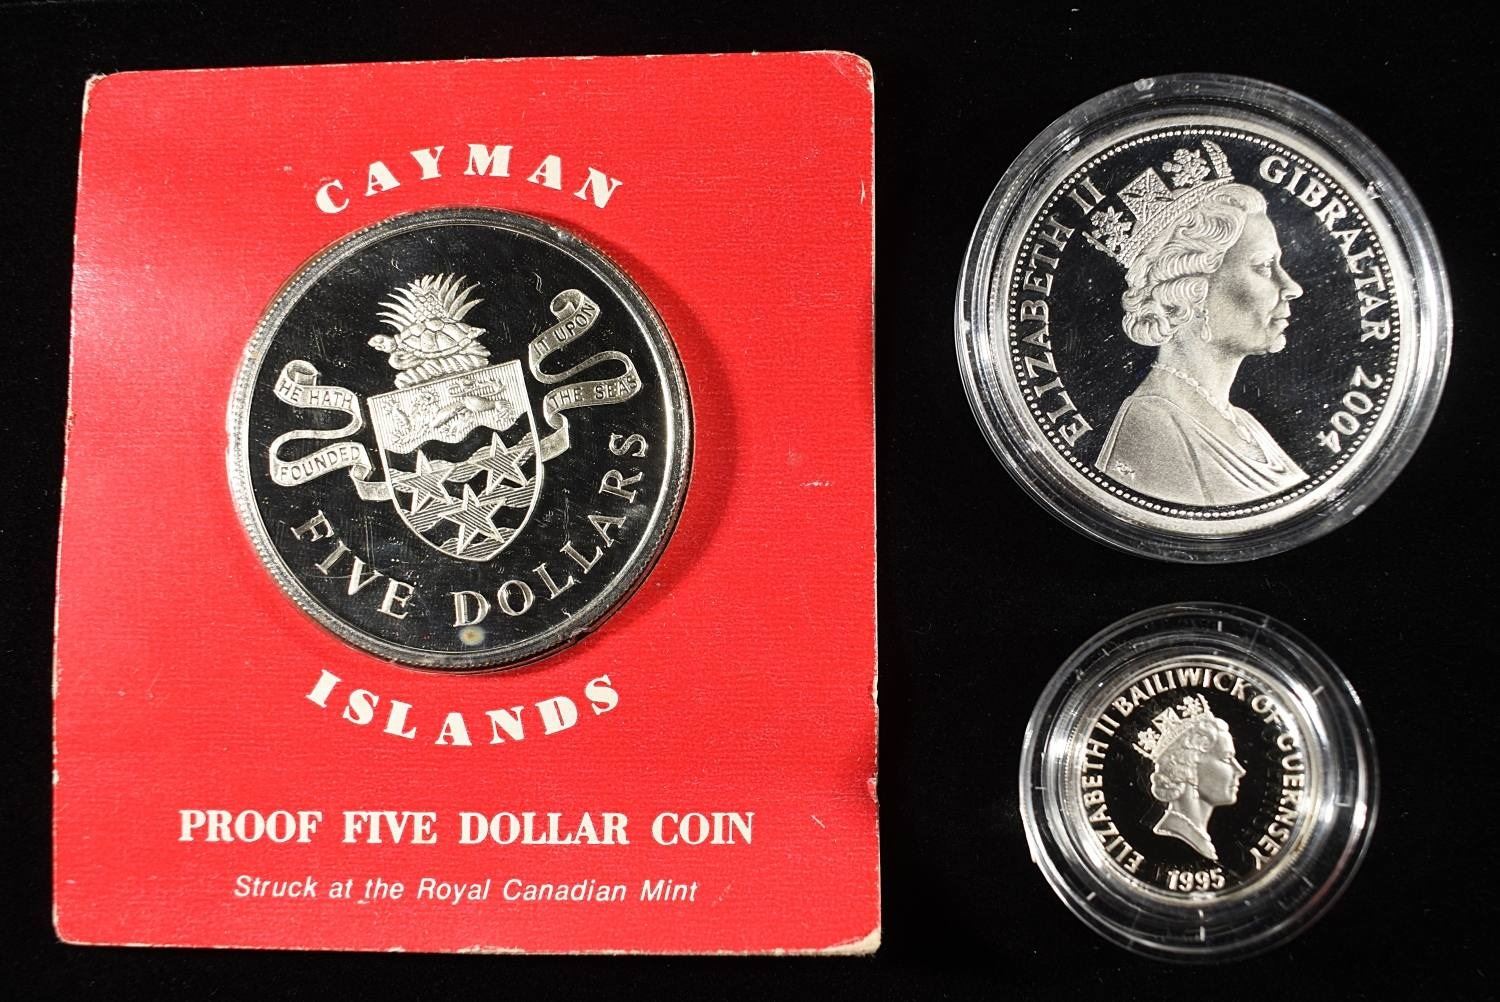 CAYMAN
HE HATH
FOUNDED
IT UPON
THE SEAS
FIVE DOLLARS
ISLANDS
PROOF FIVE DOLLAR COIN
Struck at the Royal Canadian Mint
ELIZABETH II
GIBRALTAR 2004
ELIZABETH II BAILIWICK OF GUERNSEY
1995